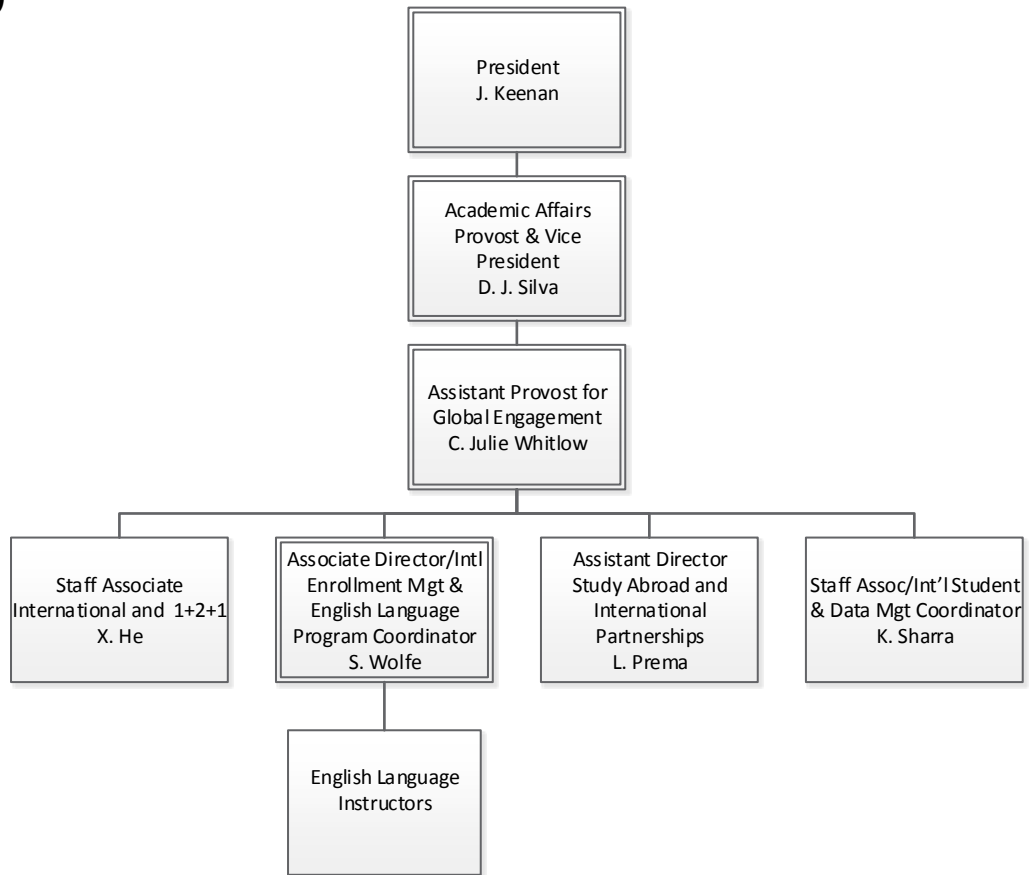 President
J. Keenan
Academic Affairs
Provost & Vice
President
D. J. Silva
Assistant Provost for
Global Engagement
C. Julie Whitlow
Staff Associate
International and 1+2+1
X. He
Associate Director/Intl
Enrollment Mgt &
English Language
Program Coordinator
S. Wolfe
Assistant Director
Study Abroad and
International
Partnerships
L. Prema
Staff Assoc/Int’l Student
& Data Mgt Coordinator
K. Sharra
English Language
Instructors